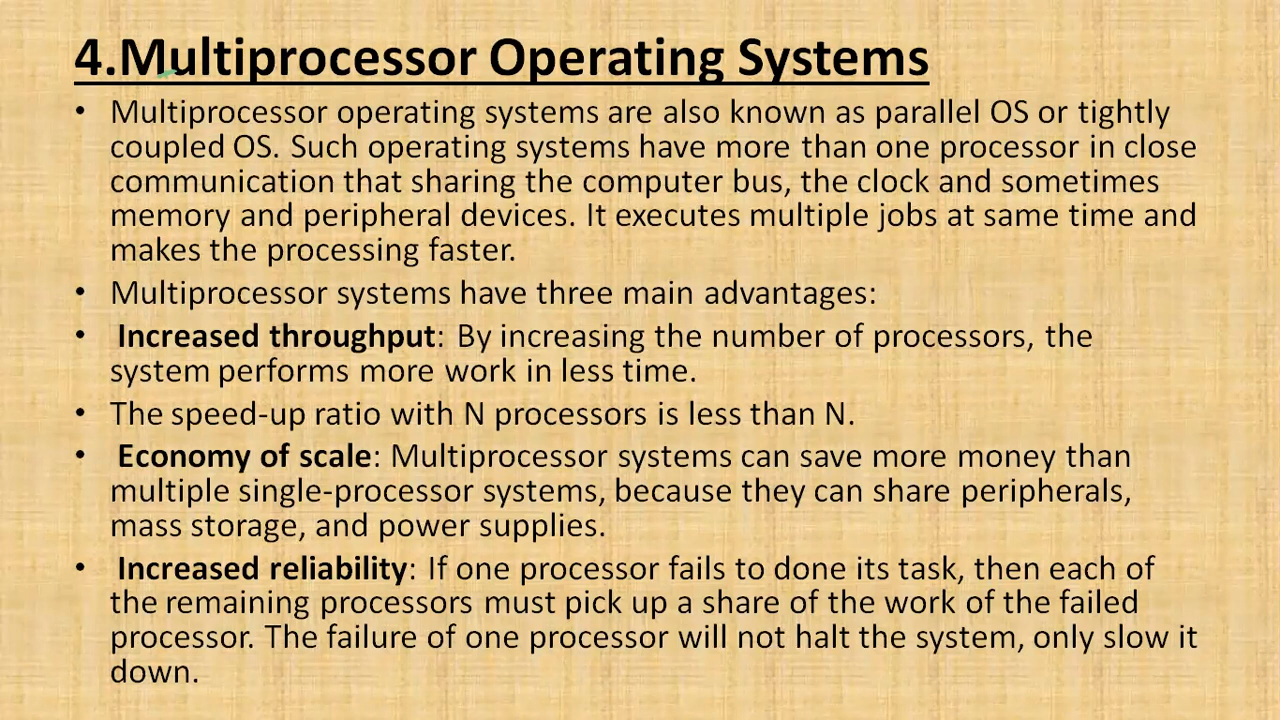 4.Multiprocessor Operating Systems
• Multiprocessor operating systems are also known as parallel OS or tightly
coupled OS. Such operating systems have more than one processor in close
communication that sharing the computer bus, the clock and sometimes
memory and peripheral devices. It executes multiple jobs at same time and
makes the processing faster.
• Multiprocessor systems have three main advantages:
• Increased throughput: By increasing the number of processors, the
system performs more work in less time.
• The speed-up ratio with N processors is less than N.
• Economy of scale: Multiprocessor systems can save more money than
multiple single-processor systems, because they can share peripherals,
mass storage, and power supplies.
• Increased reliability: If one processor fails to done its task, then each of
the remaining processors must pick up a share of the work of the failed
processor. The failure of one processor will not halt the system, only slow it
down.